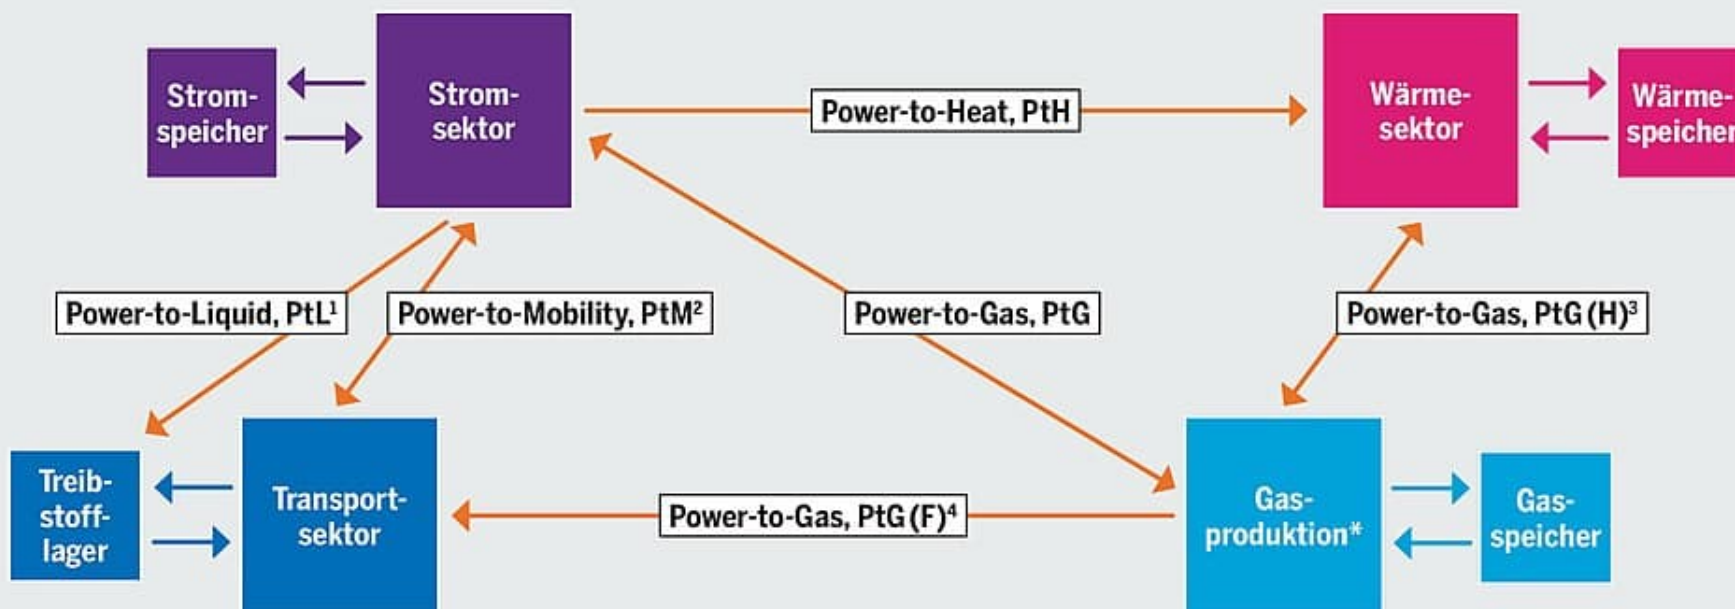 Strom-
speicher
Strom-
sektor
Power-to-Heat, PtH
Wärme-
sektor
Wärme-
speicher
Power-to-Liquid, PtL¹
Power-to-Mobility, PtM²
Power-to-Gas, PtG
Power-to-Gas, PtG (H)³
Treib-
stoff-
lager
Transport-
sektor
Power-to-Gas, PtG (F)⁴
Gas-
produktion*
Gas-
speicher